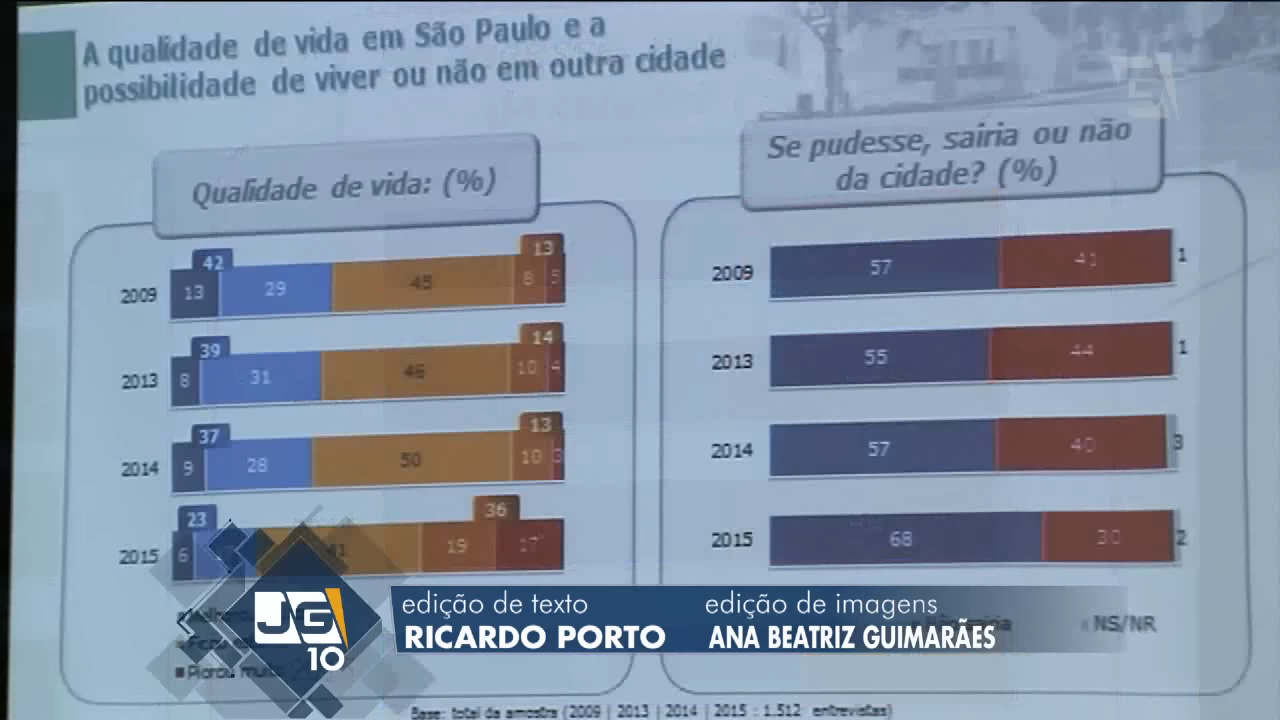 A qualidade de vida em São Paulo e a
possibilidade de viver ou não em outra cidade
Qualidade de vida: (%)
42 13
2009 13 29 45 8 5
39 14
2013 8 31 46 10 4
37 13
2014 9 28 50 10 3
23 36
2015 6 41 19 17
Piorou
Se pudesse, sairia ou não
da cidade? (%)
2009 57 41 1
2013 55 44 1
2014 57 40 3
2015 68 30 2
NS/NR
JG
10
edição de texto
RICARDO PORTO
edição de imagens
ANA BEATRIZ GUIMARÃES
Base: total da amostra (2009 | 2013 | 2014 | 2015 : 1.512 entrevistas)